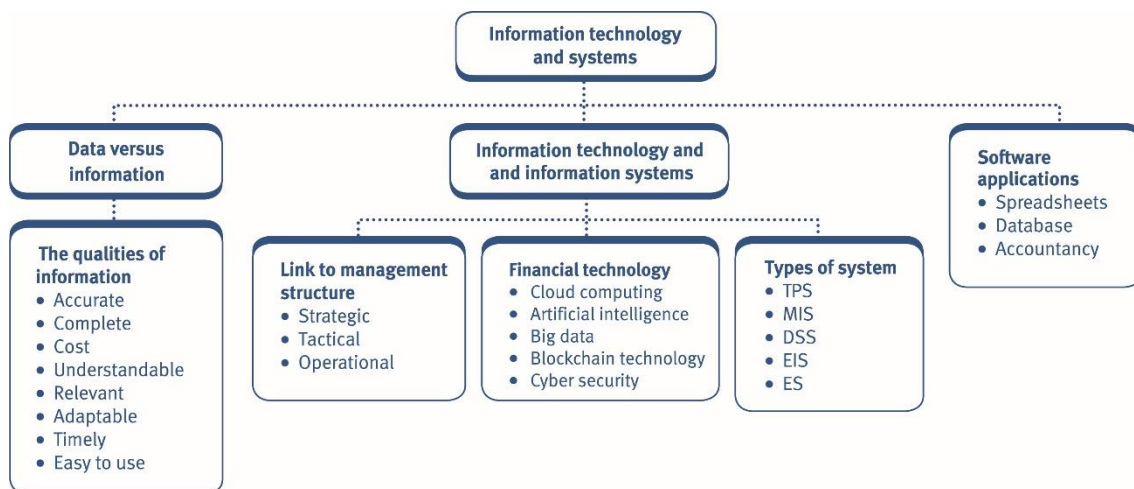 Information technology
and systems
Data versus
information
The qualities of
information
• Accurate
• Complete
• Cost
• Understandable
• Relevant
• Adaptable
• Timely
• Easy to use
Information technology and
and information systems
Link to management
structure
• Strategic
• Tactical
• Operational
Financial technology
• Cloud computing
• Artificial intelligence
• Big data
• Blockchain technology
• Cyber security
Types of system
• TPS
• MIS
• DSS
• EIS
• ES
Software
applications
• Spreadsheets
• Database
• Accountancy